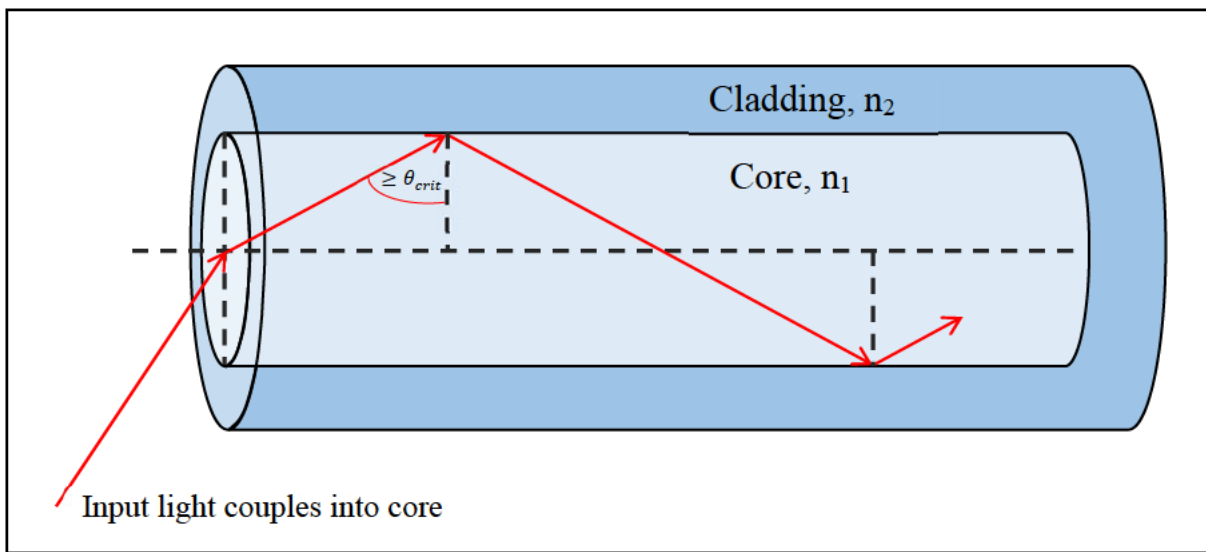 Cladding, n₂
Core, n₁
≥ θ_crit
Input light couples into core